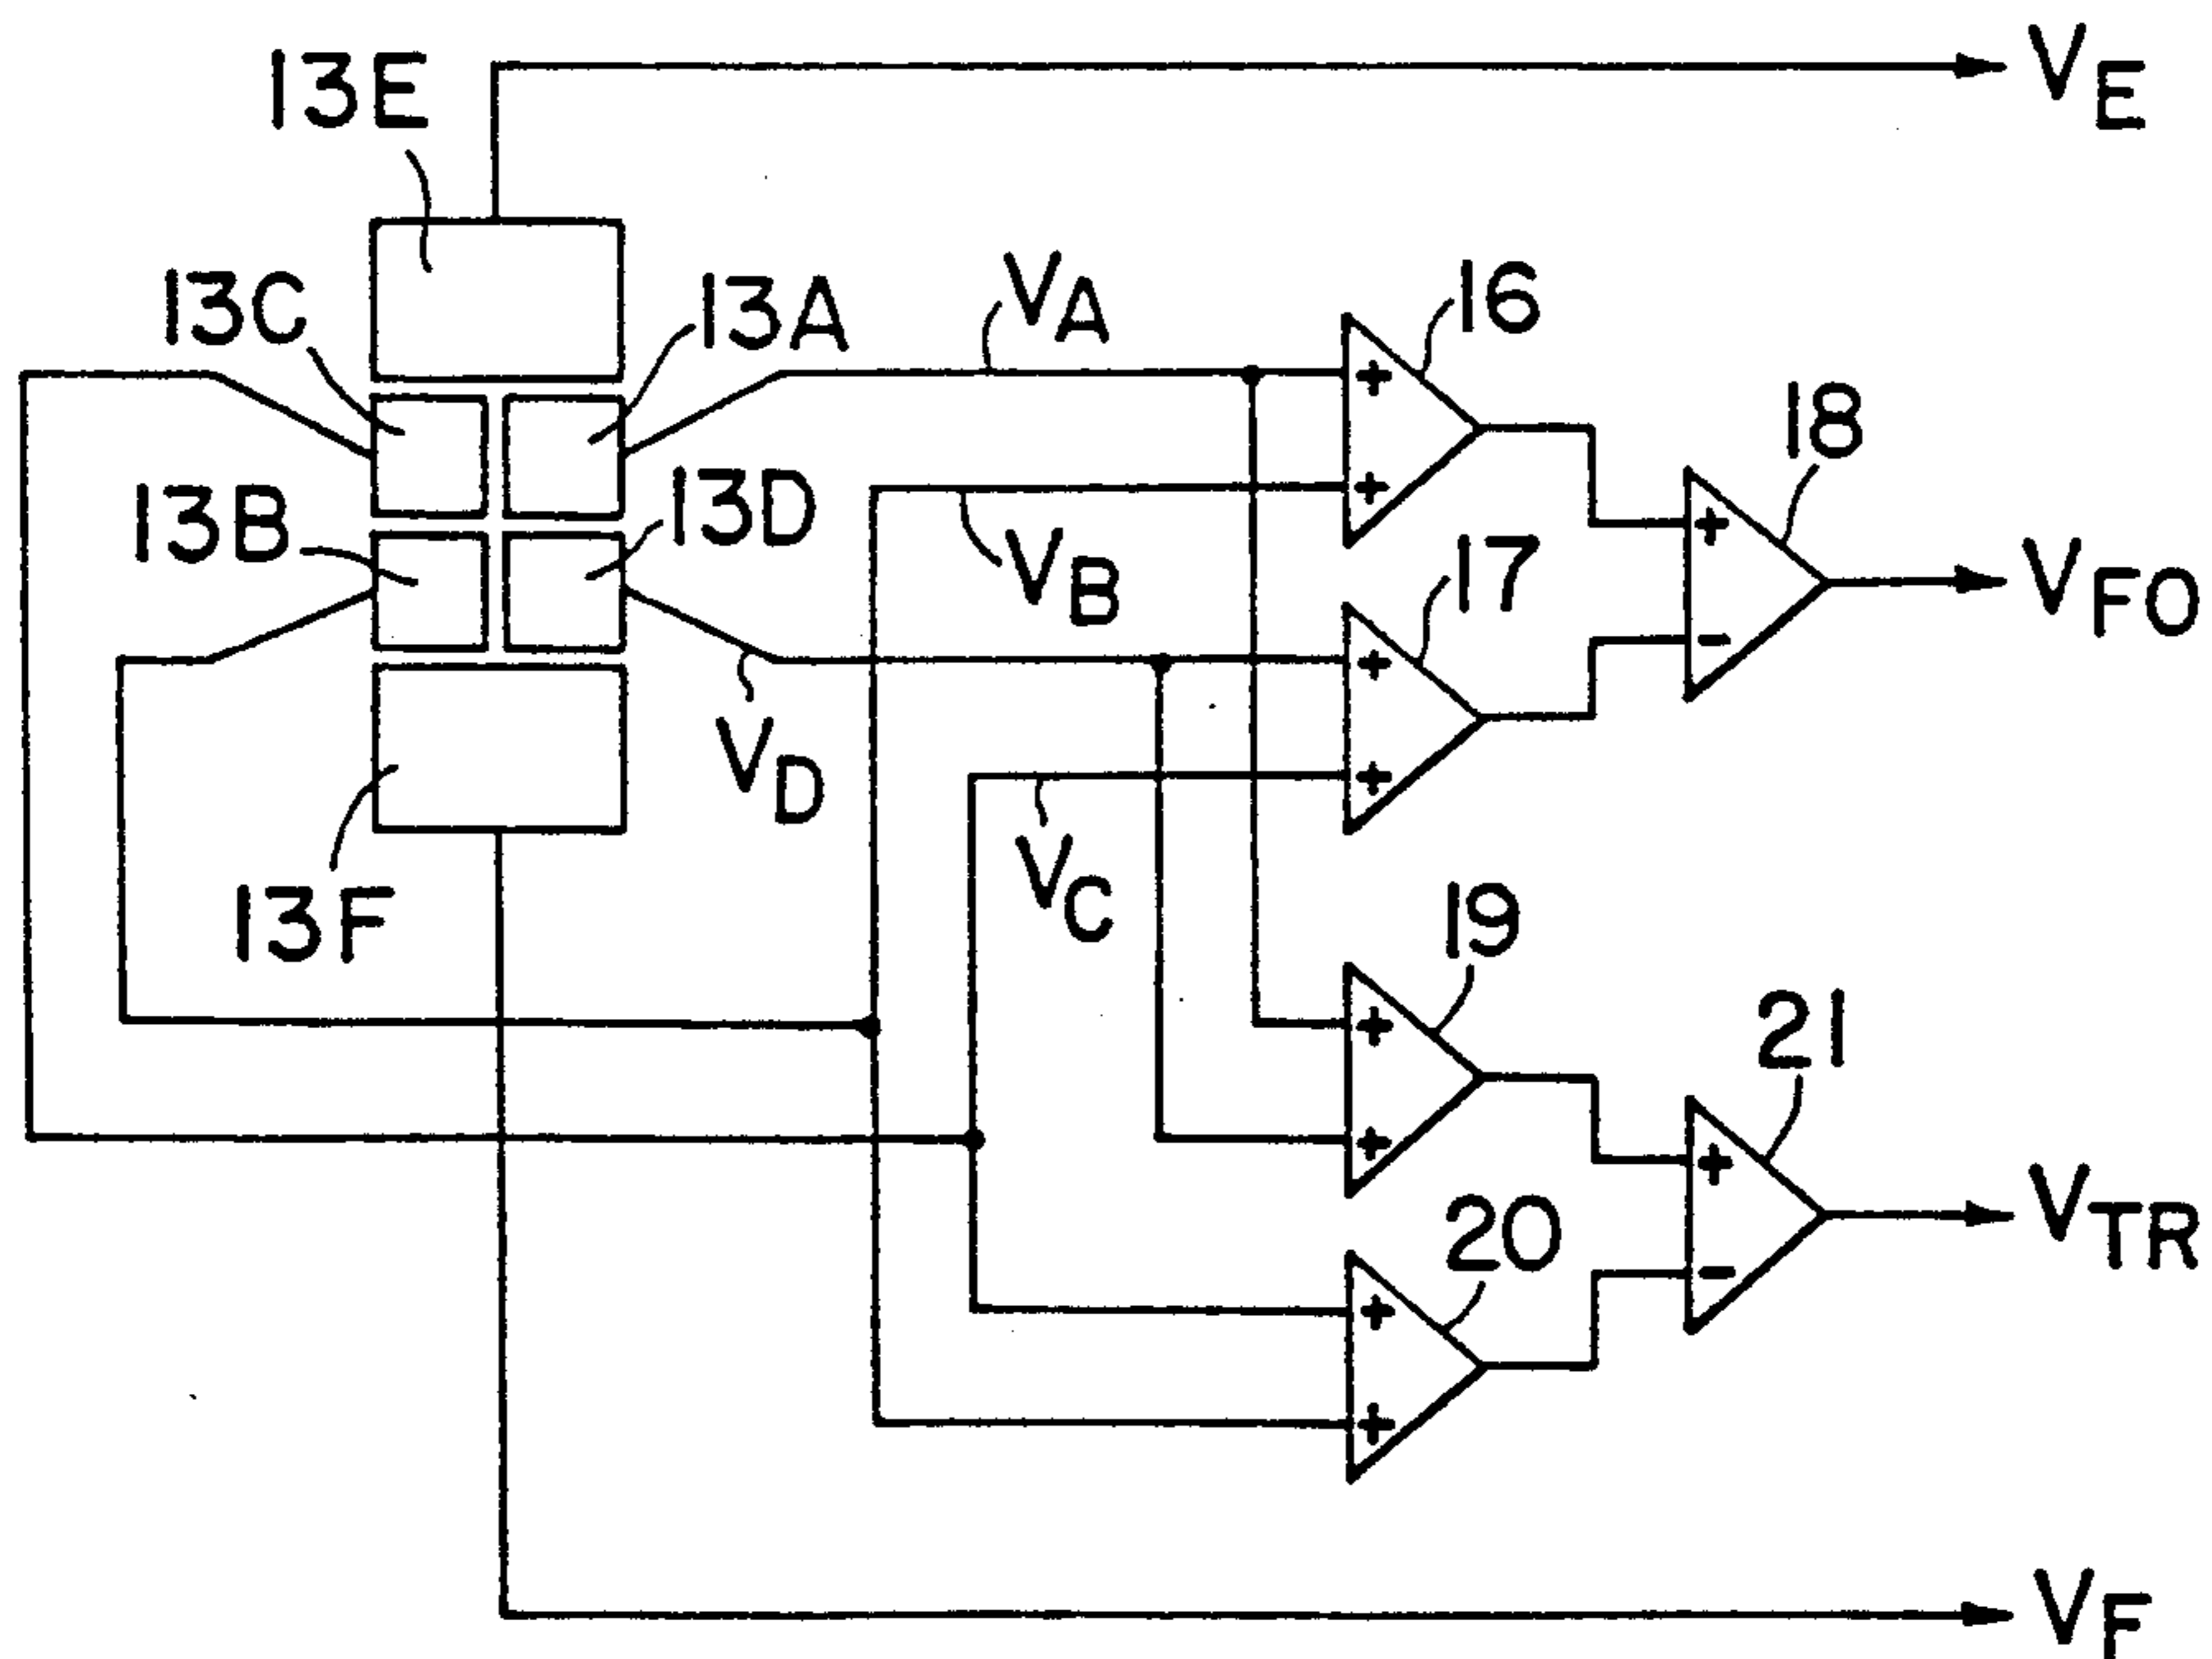 13E
VE
13C
13A
VA
16
18
13B
13D
VB
17
VFO
VD
VC
13F
19
21
20
VTR
VF
+
+
+
+
+
-
+
+
+
+
+
-